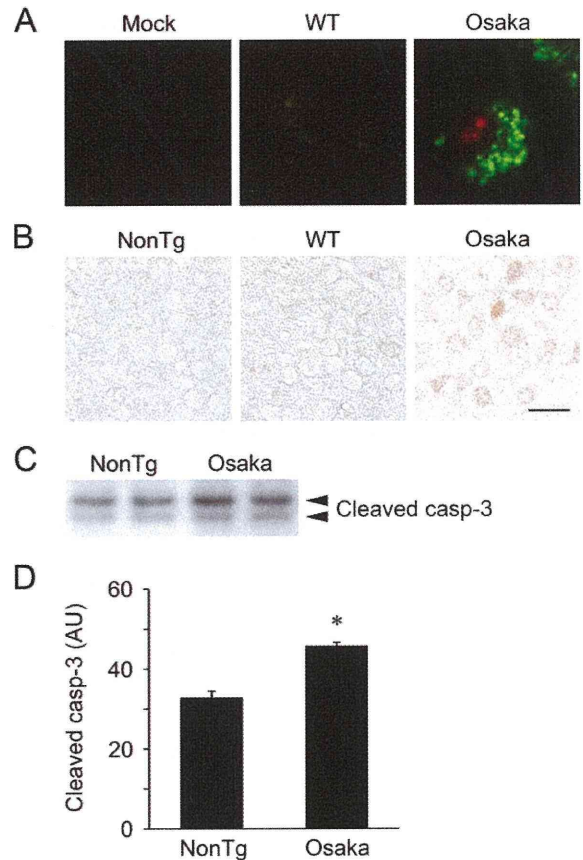 A
Mock WT Osaka
B
NonTg WT Osaka
C
NonTg Osaka
Cleaved casp-3
D
Cleaved casp-3 (AU)
60
40
20
0
*
NonTg Osaka